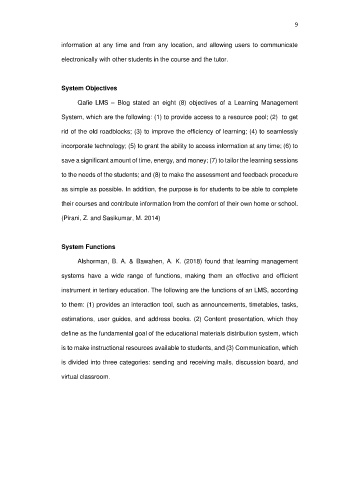 9
information at any time and from any location, and allowing users to communicate
electronically with other students in the course and the tutor.
System Objectives
Qafie LMS – Blog stated an eight (8) objectives of a Learning Management
System, which are the following: (1) to provide access to a resource pool; (2) to get
rid of the old roadblocks; (3) to improve the efficiency of learning; (4) to seamlessly
incorporate technology; (5) to grant the ability to access information at any time; (6) to
save a significant amount of time, energy, and money; (7) to tailor the learning sessions
to the needs of the students; and (8) to make the assessment and feedback procedure
as simple as possible. In addition, the purpose is for students to be able to complete
their courses and contribute information from the comfort of their own home or school.
(Pirani, Z. and Sasikumar, M. 2014)
System Functions
Alshorman, B. A. & Bawahen, A. K. (2018) found that learning management
systems have a wide range of functions, making them an effective and efficient
instrument in tertiary education. The following are the functions of an LMS, according
to them: (1) provides an interaction tool, such as announcements, timetables, tasks,
estimations, user guides, and address books. (2) Content presentation, which they
define as the fundamental goal of the educational materials distribution system, which
is to make instructional resources available to students, and (3) Communication, which
is divided into three categories: sending and receiving mails, discussion board, and
virtual classroom.